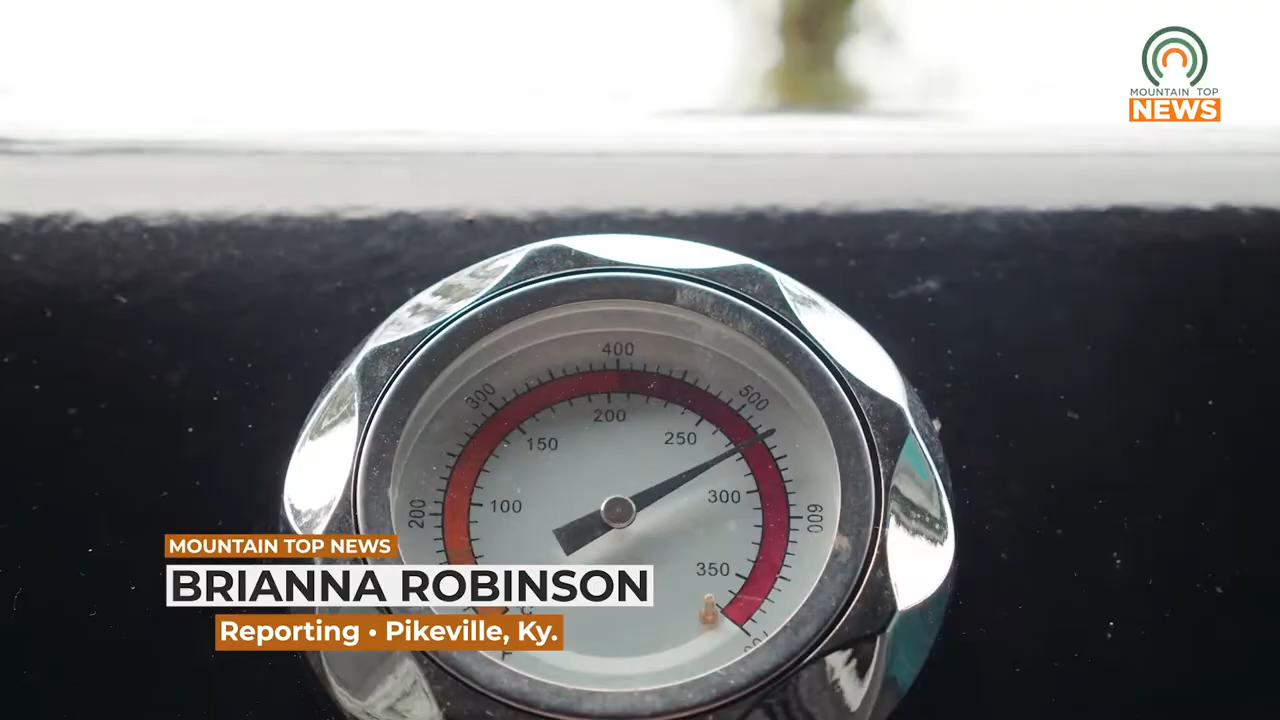 MOUNTAIN TOP
NEWS
400
300
500
200
150
250
200
100
300
600
350
700
C
F
MOUNTAIN TOP NEWS
BRIANNA ROBINSON
Reporting • Pikeville, Ky.